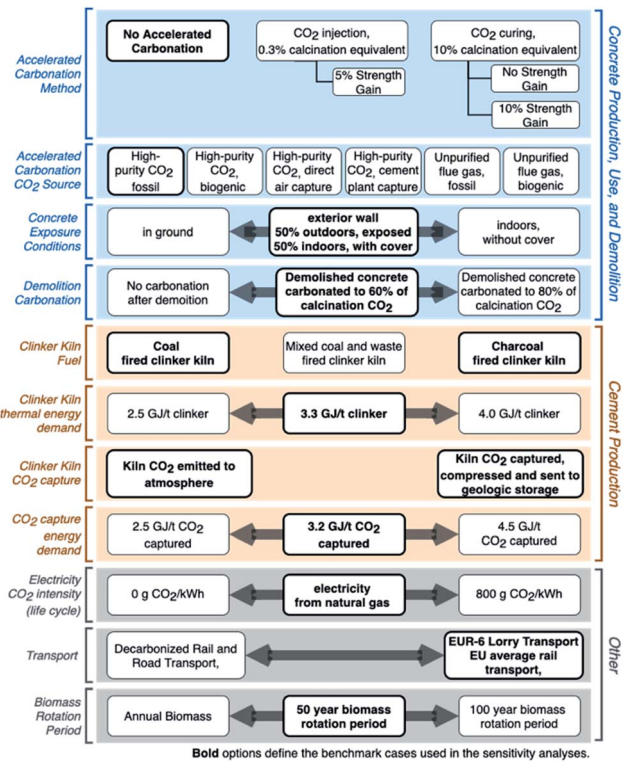 Accelerated
Carbonation
Method
No Accelerated
Carbonation
CO2 injection,
0.3% calcination equivalent
5% Strength
Gain
CO2 curing,
10% calcination equivalent
No Strength
Gain
10% Strength
Gain
Accelerated
Carbonation
CO2 Source
High-
purity CO2
fossil
High-purity
CO2,
biogenic
High-purity
CO2, direct
air capture
High-purity
CO2, cement
plant capture
Unpurified
flue gas,
fossil
Unpurified
flue gas,
biogenic
Concrete
Exposure
Conditions
in ground
exterior wall
50% outdoors, exposed
50% indoors, with cover
indoors,
without cover
Demolition
Carbonation
No carbonation
after demoition
Demolished concrete
carbonated to 60% of
calcination CO2
Demolished concrete
carbonated to 80% of
calcination CO2
Concrete Production, Use, and Demolition
Clinker Kiln
Fuel
Coal
fired clinker kiln
Mixed coal and waste
fired clinker kiln
Charcoal
fired clinker kiln
Clinker Kiln
thermal energy
demand
2.5 GJ/t clinker
3.3 GJ/t clinker
4.0 GJ/t clinker
Clinker Kiln
CO2 capture
Kiln CO2 emitted to
atmosphere
Kiln CO2 captured,
compressed and sent to
geologic storage
CO2 capture
energy
demand
2.5 GJ/t CO2
captured
3.2 GJ/t CO2
captured
4.5 GJ/t
CO2 captured
Cement Production
Electricity
CO2 intensity
(life cycle)
0 g CO2/kWh
electricity
from natural gas
800 g CO2/kWh
Transport
Decarbonized Rail and
Road Transport,
EUR-6 Lorry Transport
EU average rail
transport,
Biomass
Rotation
Period
Annual Biomass
50 year biomass
rotation period
100 year biomass
rotation period
Other
Bold options define the benchmark cases used in the sensitivity analyses.